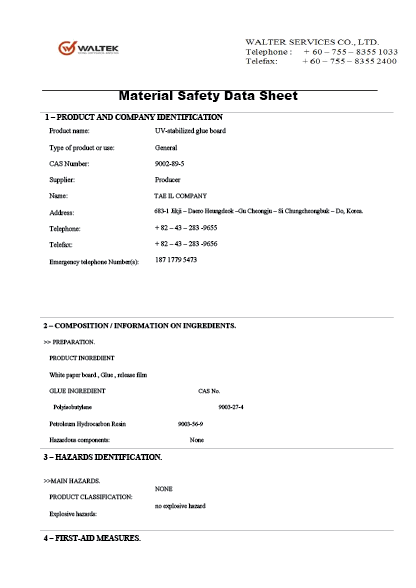 WALTEK
WALTER SERVICES CO., LTD.
Telephone : + 60 – 755 – 8355 1033
Telefax: + 60 – 755 – 8355 2400
Material Safety Data Sheet
1 – PRODUCT AND COMPANY IDENTIFICATION
Product name: UV-stabilized glue board
Type of product or use: General
CAS Number: 9002-89-5
Supplier: Producer
Name: TAE IL COMPANY
Address: 683-1 Jikji – Daero Heungdeok –Gu Cheongju – Si Chungcheongbuk – Do, Korea.
Telephone: + 82 – 43 – 283 -9655
Telefax: + 82 – 43 – 283 -9656
Emergency telephone Number(s): 187 1779 5473
2 – COMPOSITION / INFORMATION ON INGREDIENTS.
>> PREPARATION.
PRODUCT INGREDIENT
White paper board , Glue , release film
GLUE INGREDIENT CAS No.
Polyisobutylene 9003-27-4
Petroleum Hydrocarbon Resin 9003-56-9
Hazardous components: None
3 – HAZARDS IDENTIFICATION.
>>MAIN HAZARDS.
NONE
PRODUCT CLASSIFICATION:
no explosive hazard
Explosive hazards:
4 – FIRST-AID MEASURES.